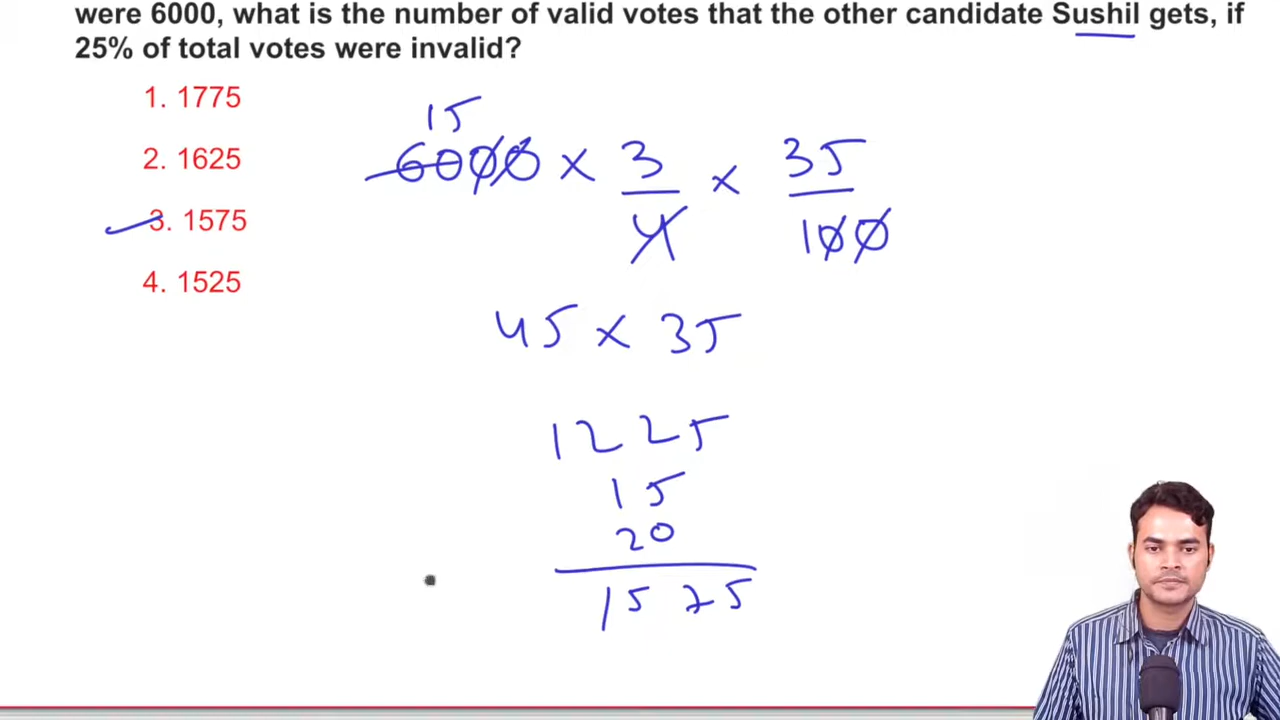 were 6000, what is the number of valid votes that the other candidate Sushil gets, if
25% of total votes were invalid?
1. 1775
2. 1625
3. 1575
4. 1525
15
6000 × 3/4 × 35/100
45 × 35
1225
15
20
1575